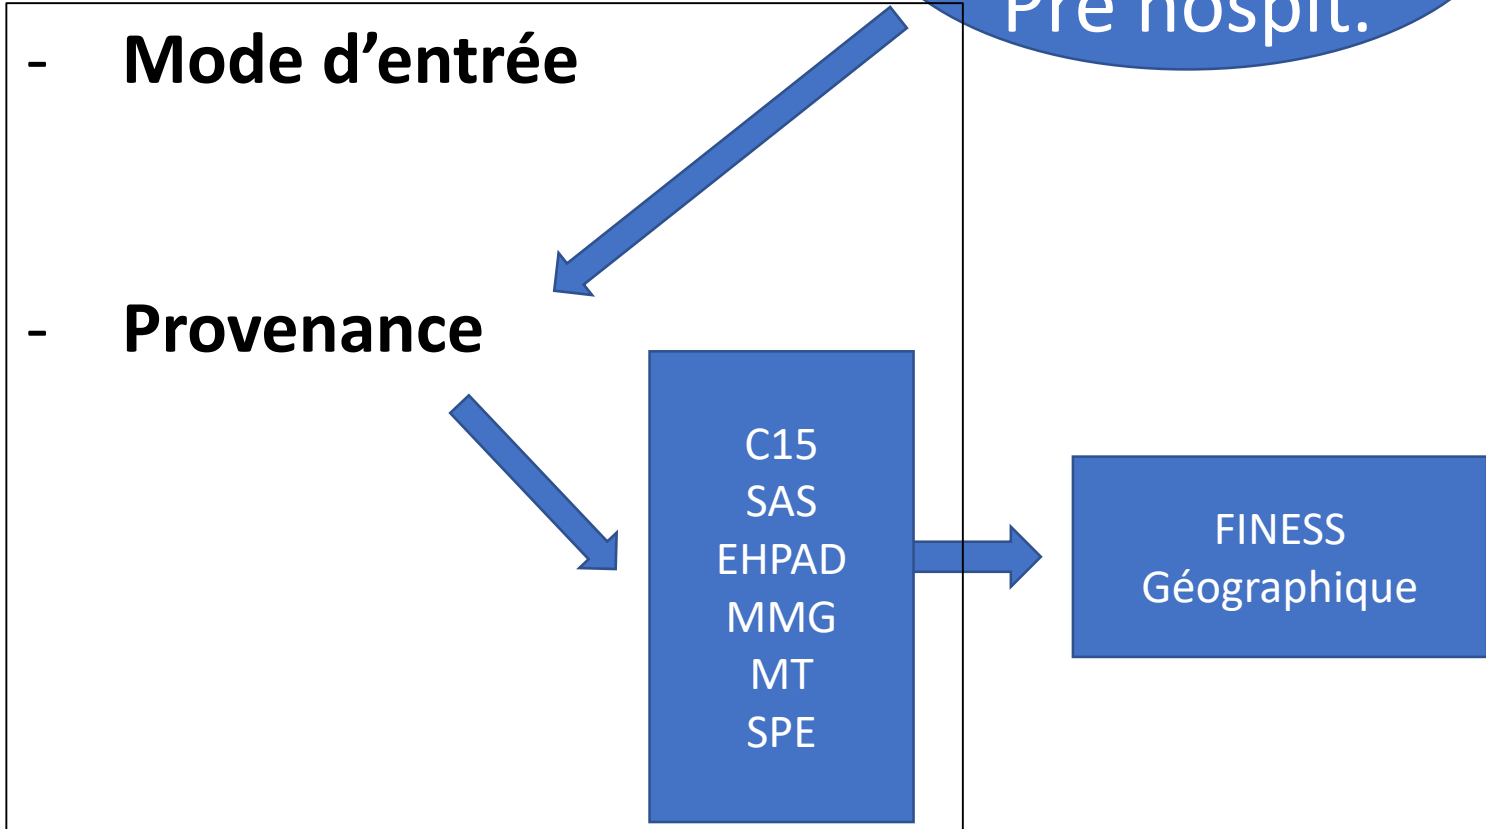 Pré hospit.
- Mode d’entrée
- Provenance
C15
SAS
EHPAD
MMG
MT
SPE
FINESS
Géographique